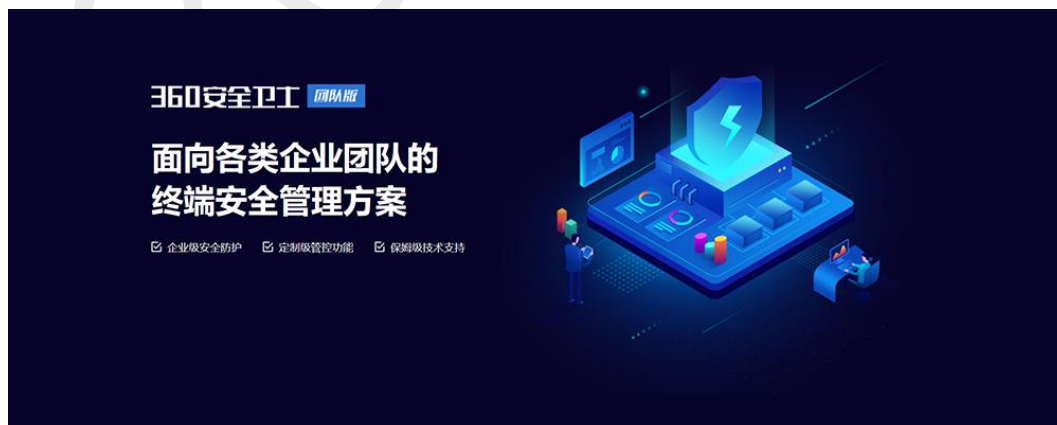 360安全卫士 团队版
面向各类企业团队的
终端安全管理方案
企业级安全防护 定制级管控功能 保姆级技术支持